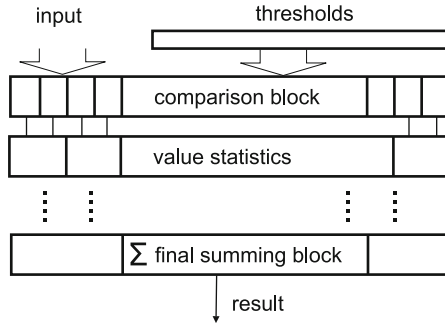 input
thresholds
comparison block
value statistics
Σ final summing block
result